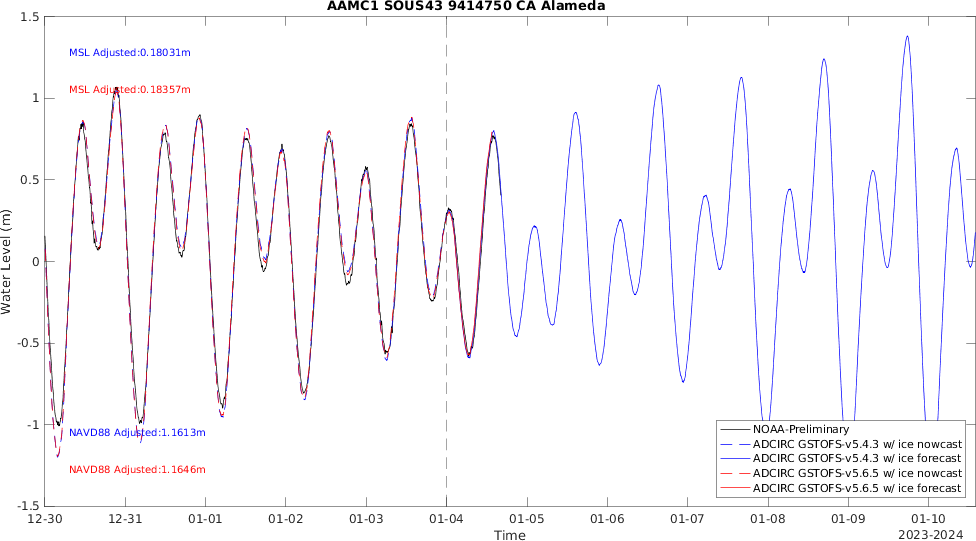 AAMC1 SOUS43 9414750 CA Alameda
1.5
MSL Adjusted:0.18031m
1
MSL Adjusted:0.18357m
0.5
Water Level (m)
0
-0.5
-1
NAVD88 Adjusted:1.1613m
NOAA-Preliminary
ADCIRC GSTOFS-v5.4.3 w/ ice nowcast
ADCIRC GSTOFS-v5.4.3 w/ ice forecast
NAVD88 Adjusted:1.1646m
ADCIRC GSTOFS-v5.6.5 w/ ice nowcast
ADCIRC GSTOFS-v5.6.5 w/ ice forecast
-1.5
12-30 12-31 01-01 01-02 01-03 01-04 01-05 01-06 01-07 01-08 01-09 01-10
Time
2023-2024